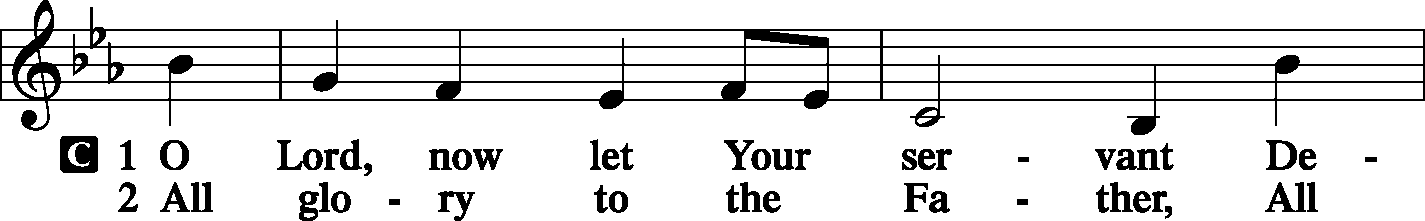 C 1 O Lord, now let Your ser - vant De -
2 All glo - ry to the Fa - ther, All